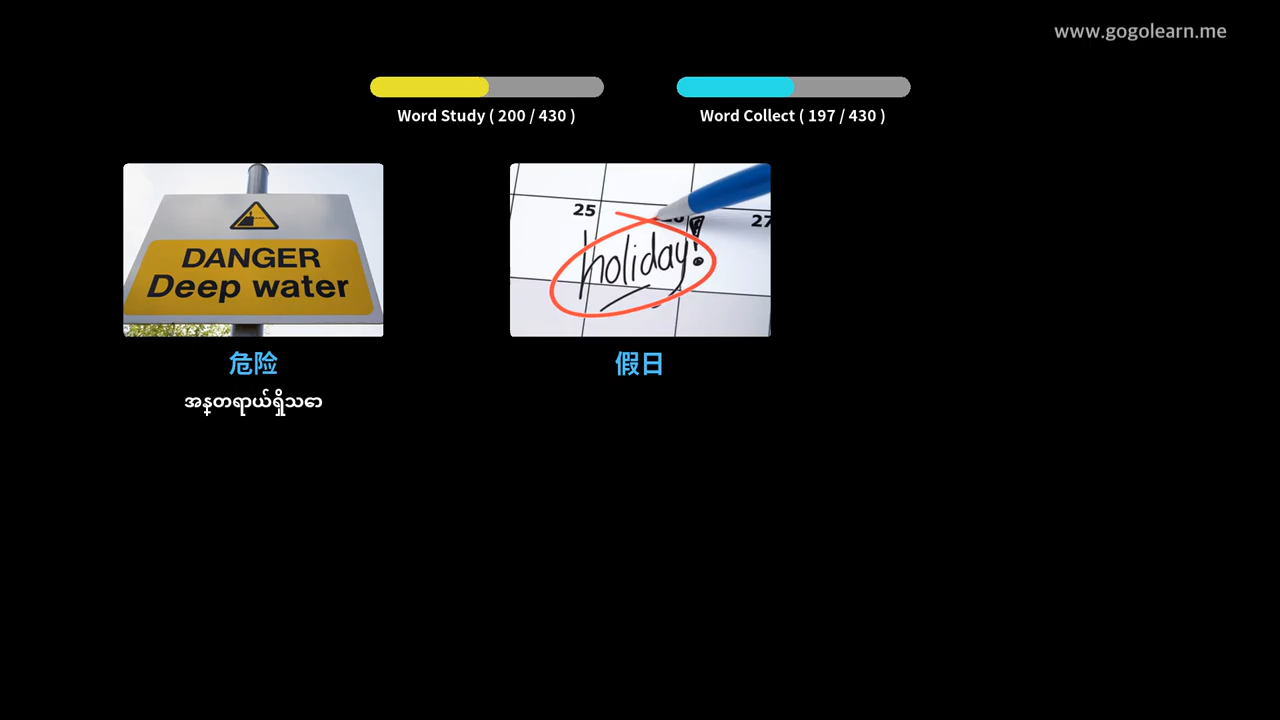 www.gogolearn.me
Word Study ( 200 / 430 )
Word Collect ( 197 / 430 )
DANGER
Deep water
25
27
holiday!
危险
假日
အန္တရာယ်ရှိသော